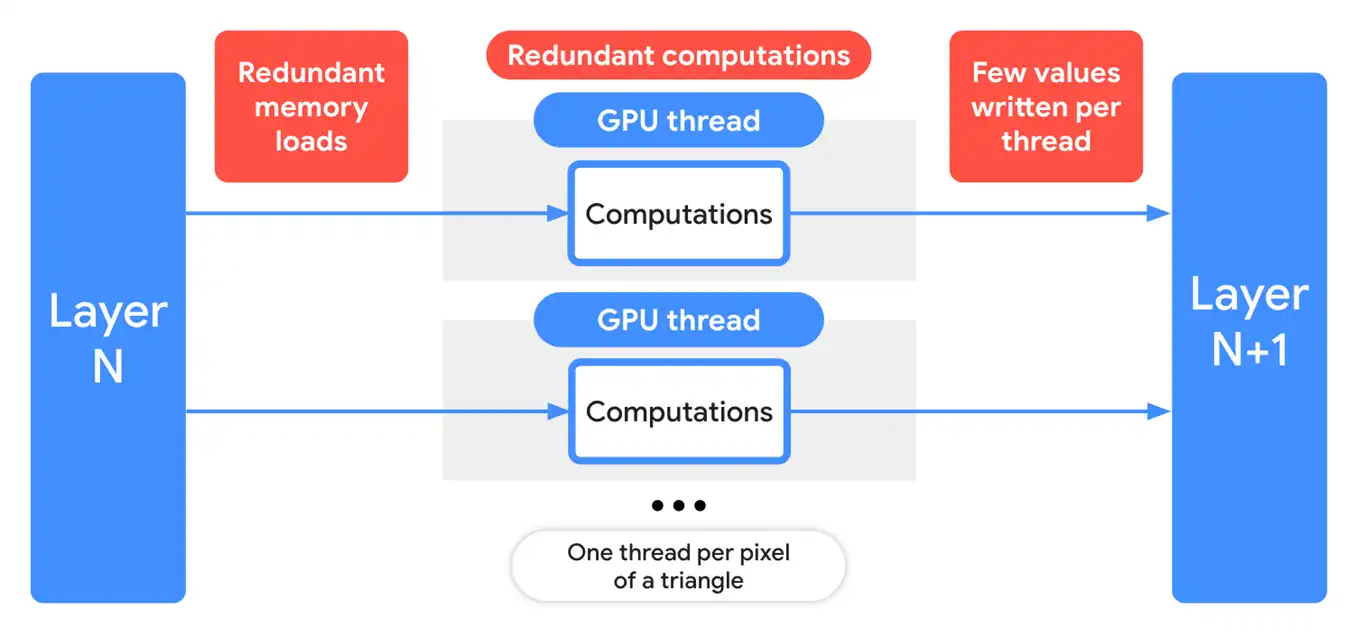 Layer
N
Redundant
memory
loads
Redundant computations
GPU thread
Computations
GPU thread
Computations
One thread per pixel
of a triangle
Few values
written per
thread
Layer
N+1